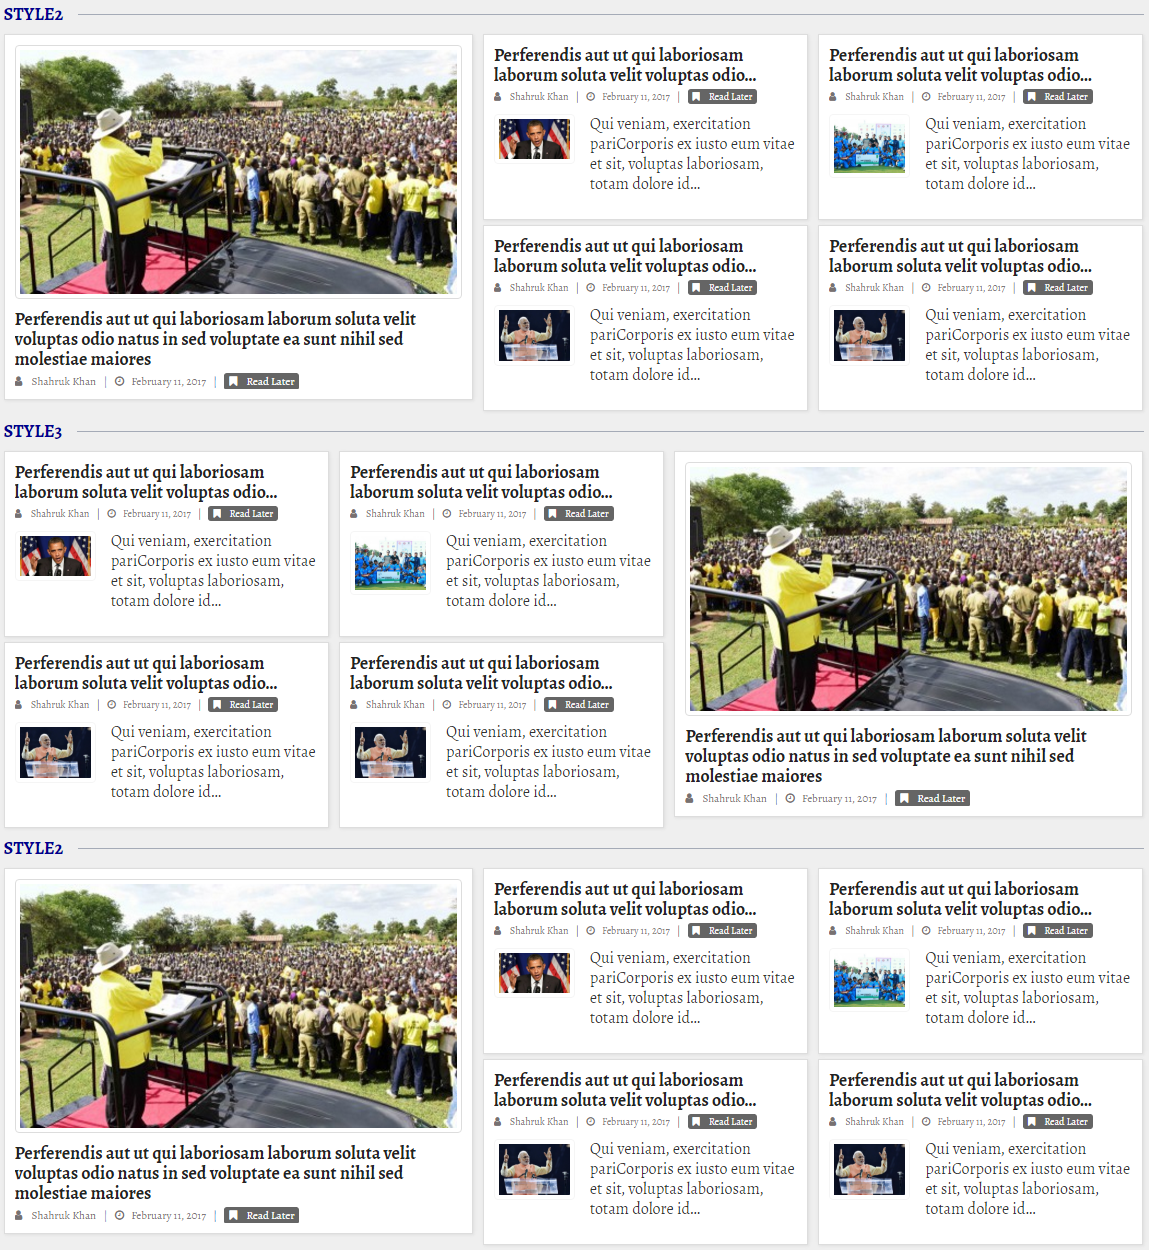 STYLE2
Perferendis aut ut qui laboriosam laborum soluta velit
voluptas odio natus in sed voluptate ea sunt nihil sed
molestiae maiores
Shahruk Khan | February 11, 2017 | Read Later
Perferendis aut ut qui laboriosam
laborum soluta velit voluptas odio...
Shahruk Khan | February 11, 2017 | Read Later
Qui veniam, exercitation
pariCorporis ex iusto eum vitae
et sit, voluptas laboriosam,
totam dolore id...
Perferendis aut ut qui laboriosam
laborum soluta velit voluptas odio...
Shahruk Khan | February 11, 2017 | Read Later
Qui veniam, exercitation
pariCorporis ex iusto eum vitae
et sit, voluptas laboriosam,
totam dolore id...
Perferendis aut ut qui laboriosam
laborum soluta velit voluptas odio...
Shahruk Khan | February 11, 2017 | Read Later
Qui veniam, exercitation
pariCorporis ex iusto eum vitae
et sit, voluptas laboriosam,
totam dolore id...
Perferendis aut ut qui laboriosam
laborum soluta velit voluptas odio...
Shahruk Khan | February 11, 2017 | Read Later
Qui veniam, exercitation
pariCorporis ex iusto eum vitae
et sit, voluptas laboriosam,
totam dolore id...
STYLE3
Perferendis aut ut qui laboriosam
laborum soluta velit voluptas odio...
Shahruk Khan | February 11, 2017 | Read Later
Qui veniam, exercitation
pariCorporis ex iusto eum vitae
et sit, voluptas laboriosam,
totam dolore id...
Perferendis aut ut qui laboriosam
laborum soluta velit voluptas odio...
Shahruk Khan | February 11, 2017 | Read Later
Qui veniam, exercitation
pariCorporis ex iusto eum vitae
et sit, voluptas laboriosam,
totam dolore id...
Perferendis aut ut qui laboriosam
laborum soluta velit voluptas odio...
Shahruk Khan | February 11, 2017 | Read Later
Qui veniam, exercitation
pariCorporis ex iusto eum vitae
et sit, voluptas laboriosam,
totam dolore id...
Perferendis aut ut qui laboriosam
laborum soluta velit voluptas odio...
Shahruk Khan | February 11, 2017 | Read Later
Qui veniam, exercitation
pariCorporis ex iusto eum vitae
et sit, voluptas laboriosam,
totam dolore id...
Perferendis aut ut qui laboriosam laborum soluta velit
voluptas odio natus in sed voluptate ea sunt nihil sed
molestiae maiores
Shahruk Khan | February 11, 2017 | Read Later
STYLE2
Perferendis aut ut qui laboriosam laborum soluta velit
voluptas odio natus in sed voluptate ea sunt nihil sed
molestiae maiores
Shahruk Khan | February 11, 2017 | Read Later
Perferendis aut ut qui laboriosam
laborum soluta velit voluptas odio...
Shahruk Khan | February 11, 2017 | Read Later
Qui veniam, exercitation
pariCorporis ex iusto eum vitae
et sit, voluptas laboriosam,
totam dolore id...
Perferendis aut ut qui laboriosam
laborum soluta velit voluptas odio...
Shahruk Khan | February 11, 2017 | Read Later
Qui veniam, exercitation
pariCorporis ex iusto eum vitae
et sit, voluptas laboriosam,
totam dolore id...
Perferendis aut ut qui laboriosam
laborum soluta velit voluptas odio...
Shahruk Khan | February 11, 2017 | Read Later
Qui veniam, exercitation
pariCorporis ex iusto eum vitae
et sit, voluptas laboriosam,
totam dolore id...
Perferendis aut ut qui laboriosam
laborum soluta velit voluptas odio...
Shahruk Khan | February 11, 2017 | Read Later
Qui veniam, exercitation
pariCorporis ex iusto eum vitae
et sit, voluptas laboriosam,
totam dolore id...